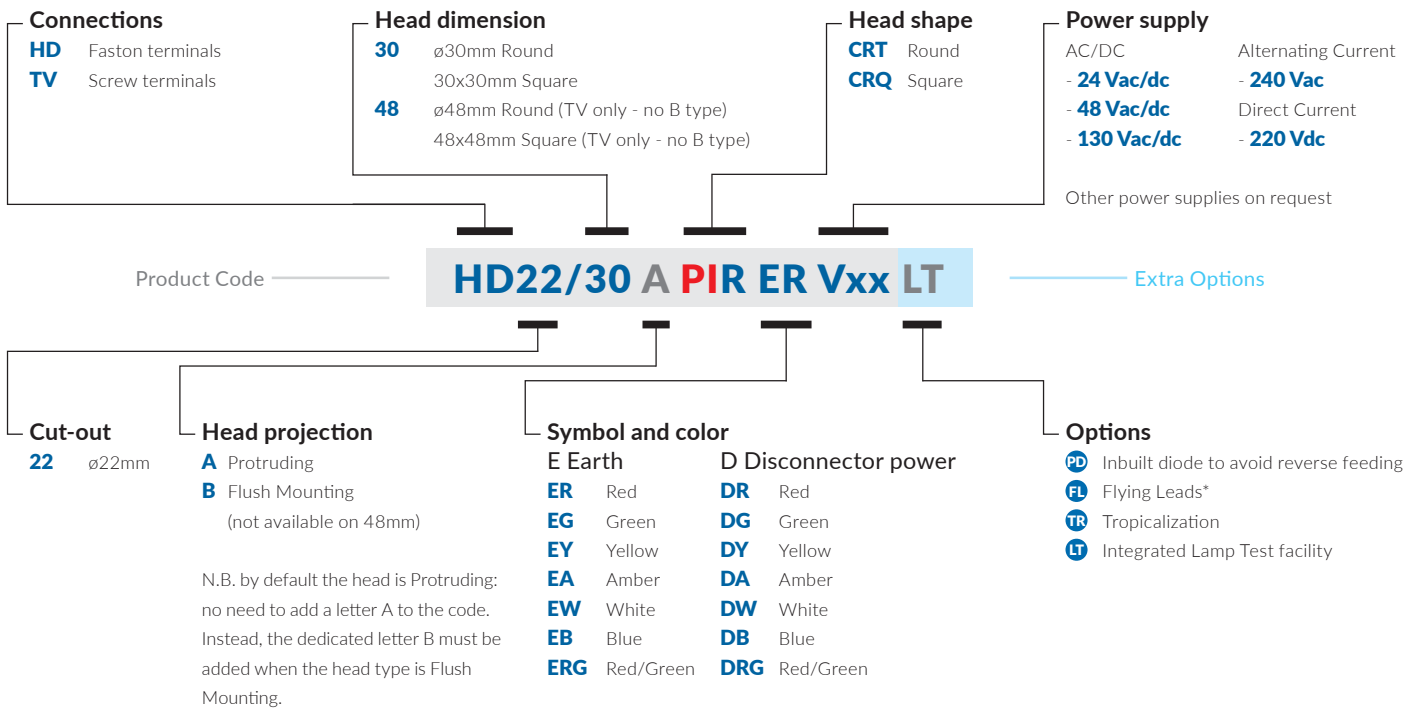 Connections
HD Faston terminals
TV Screw terminals
Head dimension
30 ø30mm Round
30x30mm Square
48 ø48mm Round (TV only - no B type)
48x48mm Square (TV only - no B type)
Head shape
CRT Round
CRQ Square
Power supply
AC/DC
- 24 Vac/dc
- 48 Vac/dc
- 130 Vac/dc
Alternating Current
- 240 Vac
Direct Current
- 220 Vdc
Other power supplies on request
Product Code
HD22/30 A PIR ER Vxx LT
Extra Options
Cut-out
22 ø22mm
Head projection
A Protruding
B Flush Mounting
(not available on 48mm)
N.B. by default the head is Protruding:
no need to add a letter A to the code.
Instead, the dedicated letter B must be
added when the head type is Flush
Mounting.
Symbol and color
E Earth
ER Red
EG Green
EY Yellow
EA Amber
EW White
EB Blue
ERG Red/Green
D Disconnector power
DR Red
DG Green
DY Yellow
DA Amber
DW White
DB Blue
DRG Red/Green
Options
PD Inbuilt diode to avoid reverse feeding
FL Flying Leads*
TR Tropicalization
LT Integrated Lamp Test facility